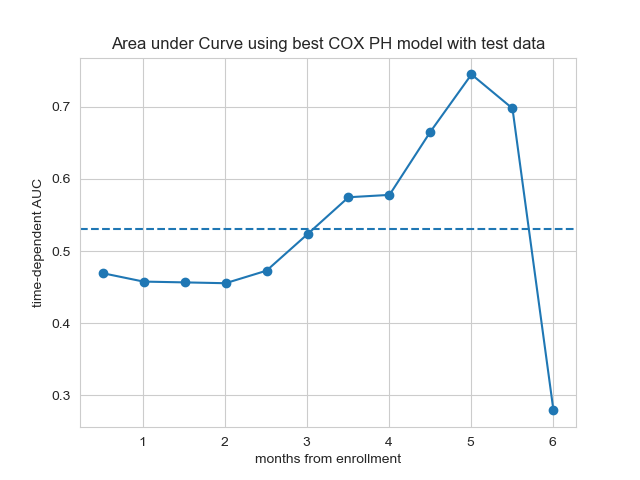 Area under Curve using best COX PH model with test data
time-dependent AUC
0.7
0.6
0.5
0.4
0.3
1 2 3 4 5 6
months from enrollment